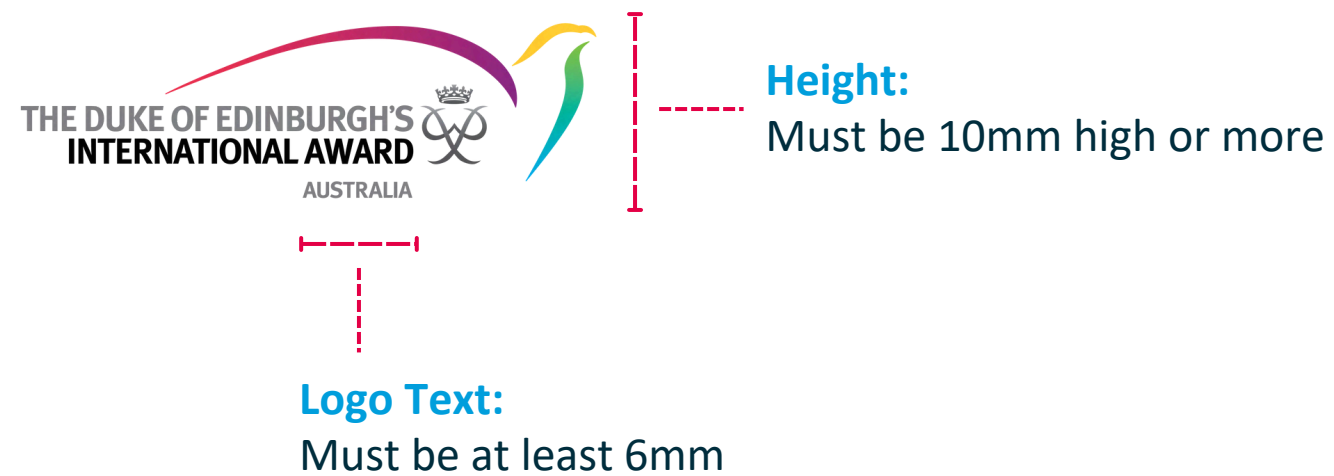 THE DUKE OF EDINBURGH'S
INTERNATIONAL AWARD
AUSTRALIA
Height:
Must be 10mm high or more
Logo Text:
Must be at least 6mm